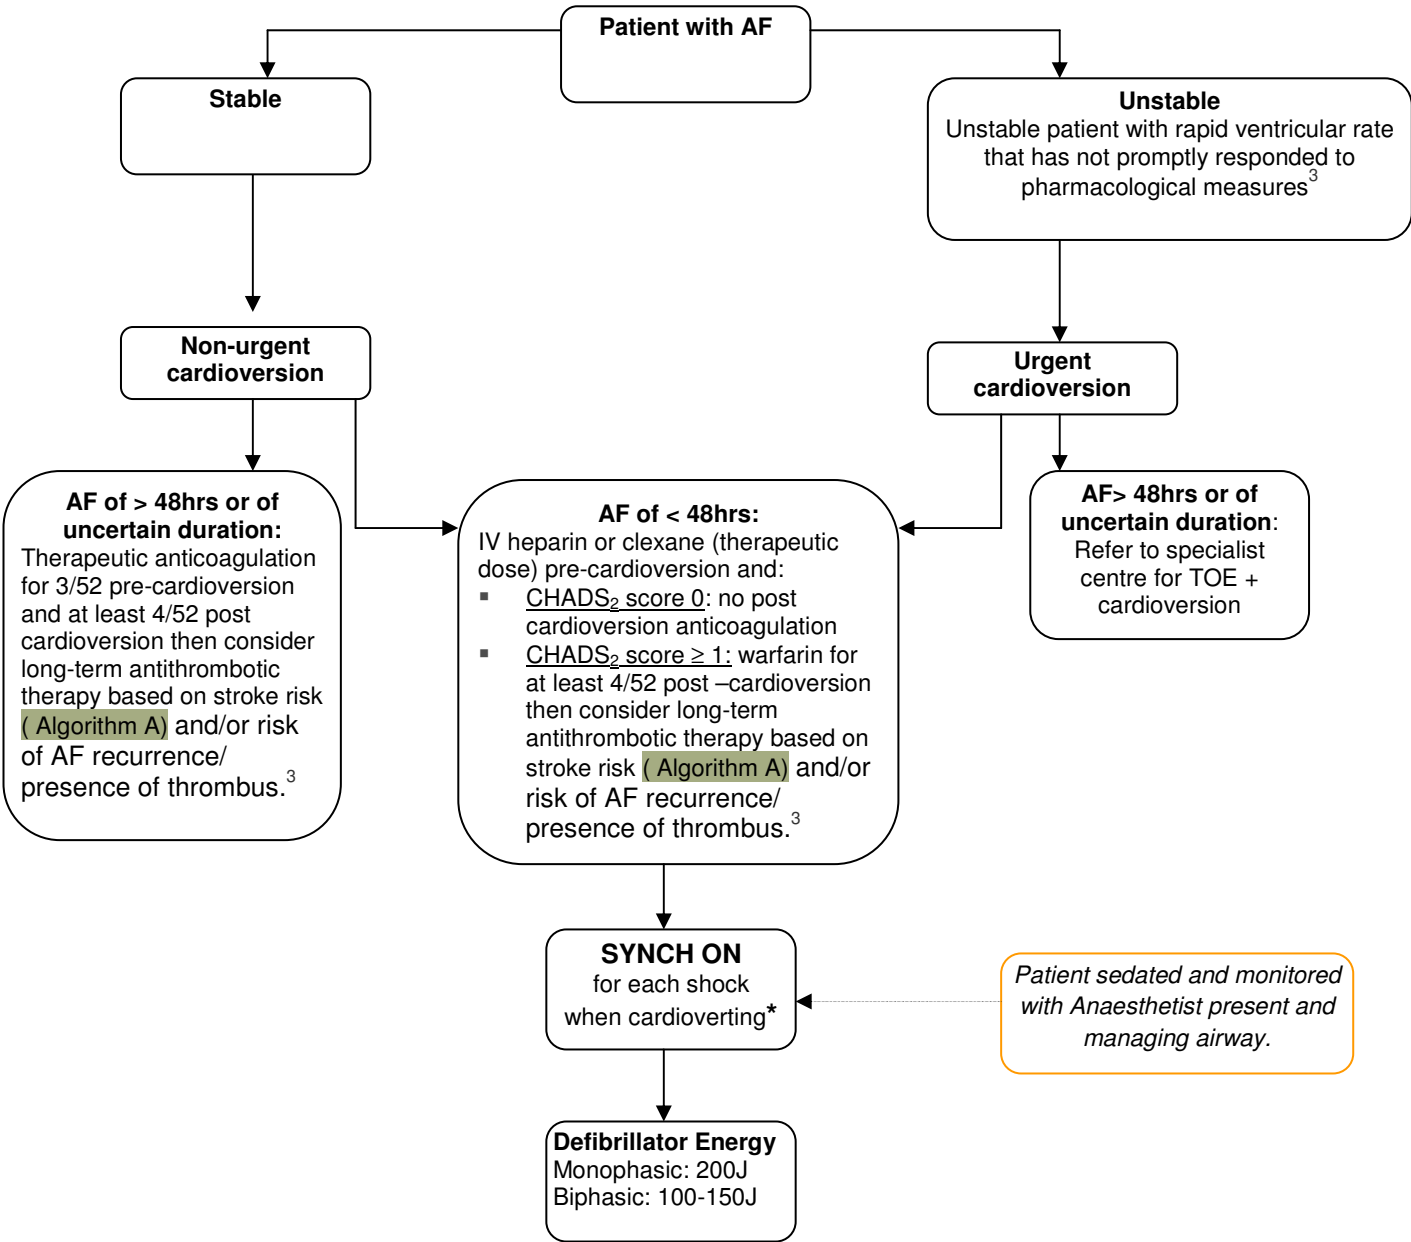 Patient with AF
Stable
Unstable
Unstable patient with rapid ventricular rate
that has not promptly responded to
pharmacological measures3
Non-urgent
cardioversion
Urgent
cardioversion
AF of > 48hrs or of
uncertain duration:
Therapeutic anticoagulation
for 3/52 pre-cardioversion
and at least 4/52 post
cardioversion then consider
long-term antithrombotic
therapy based on stroke risk
( Algorithm A) and/or risk
of AF recurrence/
presence of thrombus.3
AF of < 48hrs:
IV heparin or clexane (therapeutic
dose) pre-cardioversion and:
▪ CHADS2 score 0: no post
cardioversion anticoagulation
▪ CHADS2 score ≥ 1: warfarin for
at least 4/52 post –cardioversion
then consider long-term
antithrombotic therapy based on
stroke risk ( Algorithm A) and/or
risk of AF recurrence/
presence of thrombus.3
AF> 48hrs or of
uncertain duration:
Refer to specialist
centre for TOE +
cardioversion
SYNCH ON
for each shock
when cardioverting*
Patient sedated and monitored
with Anaesthetist present and
managing airway.
Defibrillator Energy
Monophasic: 200J
Biphasic: 100-150J